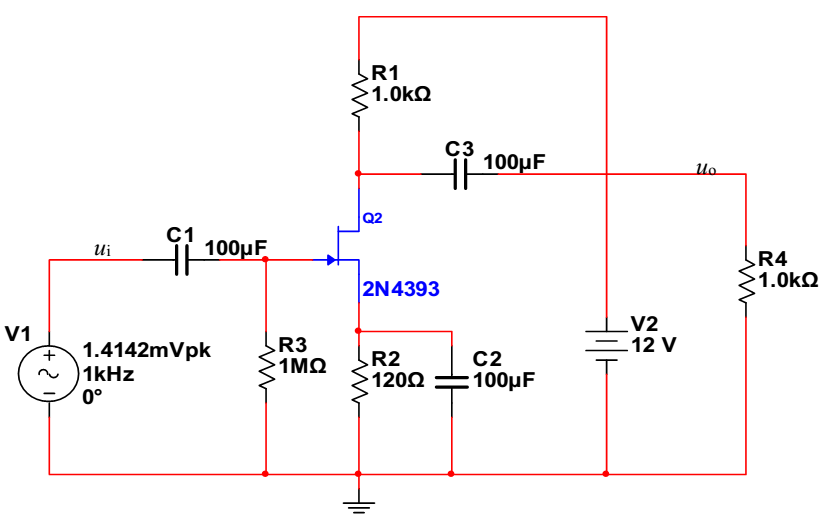 R1
1.0kΩ
C3
100μF
uo
Q2
ui
C1
100μF
2N4393
R4
1.0kΩ
V1
1.4142mVpk
1kHz
0°
R3
1MΩ
R2
120Ω
C2
100μF
V2
12 V